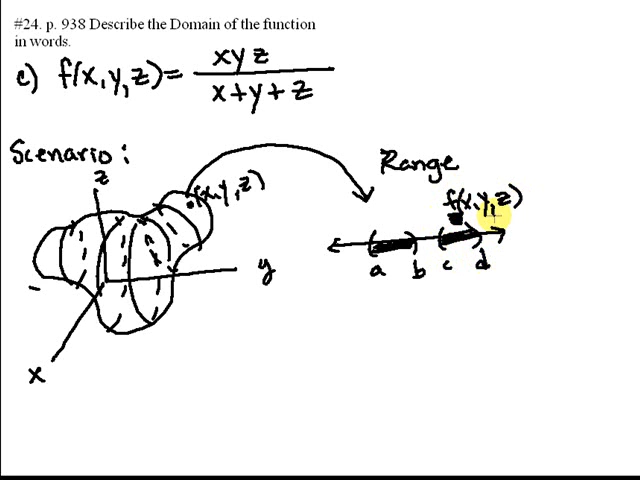 #24. p. 938 Describe the Domain of the function
in words.
e) f(x,y,z)= xyz
x+y+z
Scenario:
Range
z
(x,y,z)
f(x,y,z)
y
a b c d
x